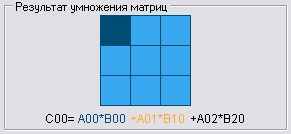 Результат умножения матриц
C00= A00*B00 +A01*B10 +A02*B20